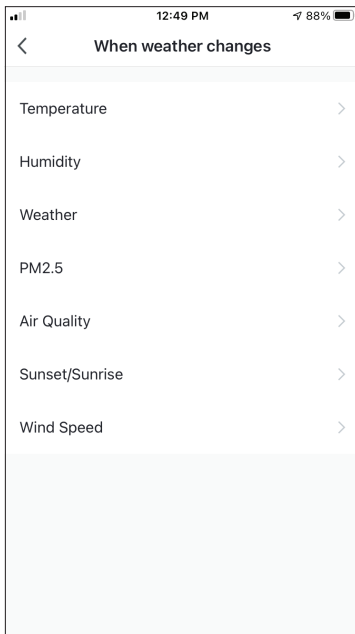 12:49 PM 88%
When weather changes
Temperature
Humidity
Weather
PM2.5
Air Quality
Sunset/Sunrise
Wind Speed